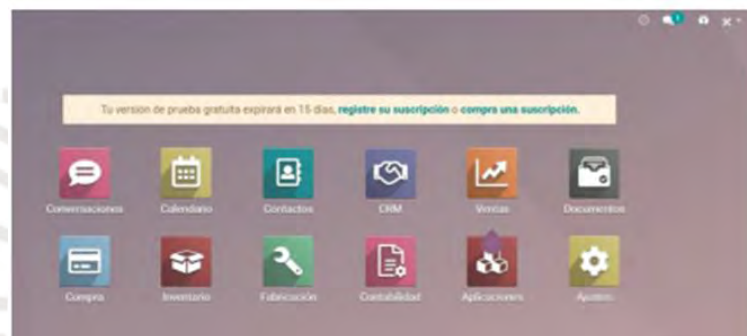 Tu versión de prueba gratuita expirará en 15 días, registre su suscripción o compra una suscripción.
Conversaciones Calendario Contactos CRM Ventas Documentos
Compra Inventario Fabricación Contabilidad Aplicaciones Ajustes